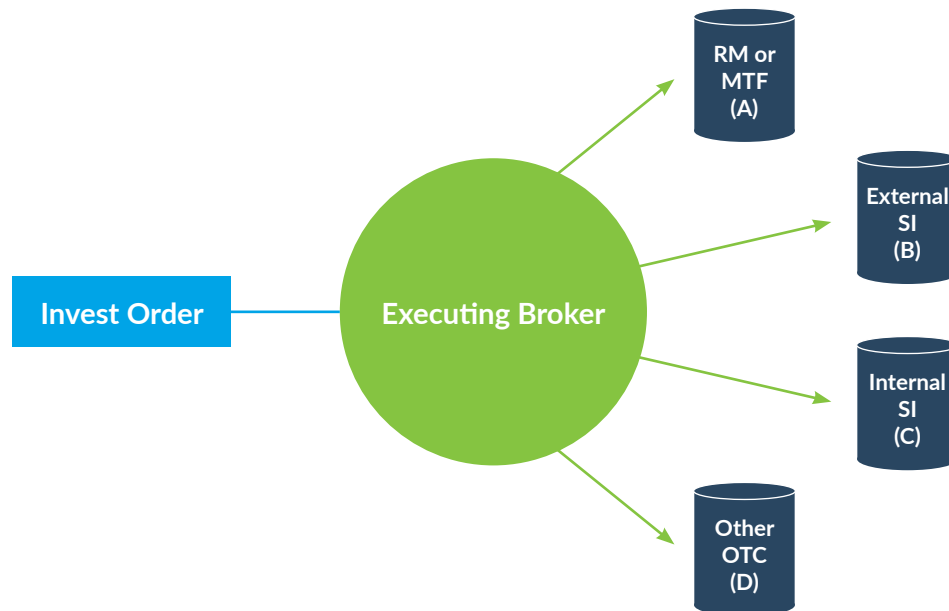 Invest Order
Executing Broker
RM or
MTF
(A)
External
SI
(B)
Internal
SI
(C)
Other
OTC
(D)